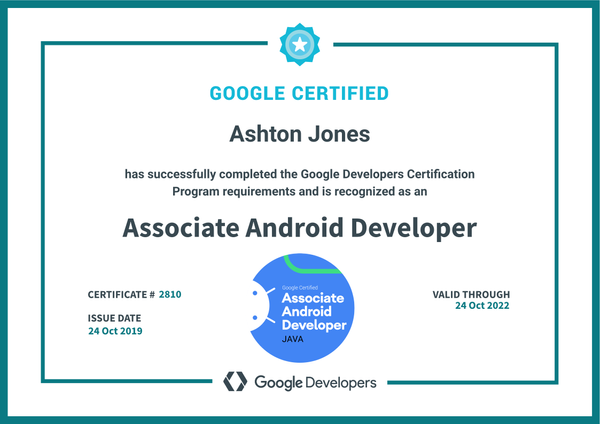 GOOGLE CERTIFIED
Ashton Jones
has successfully completed the Google Developers Certification
Program requirements and is recognized as an
Associate Android Developer
CERTIFICATE # 2810
ISSUE DATE
24 Oct 2019
Google Certified
Associate
Android
Developer
JAVA
VALID THROUGH
24 Oct 2022
Google Developers